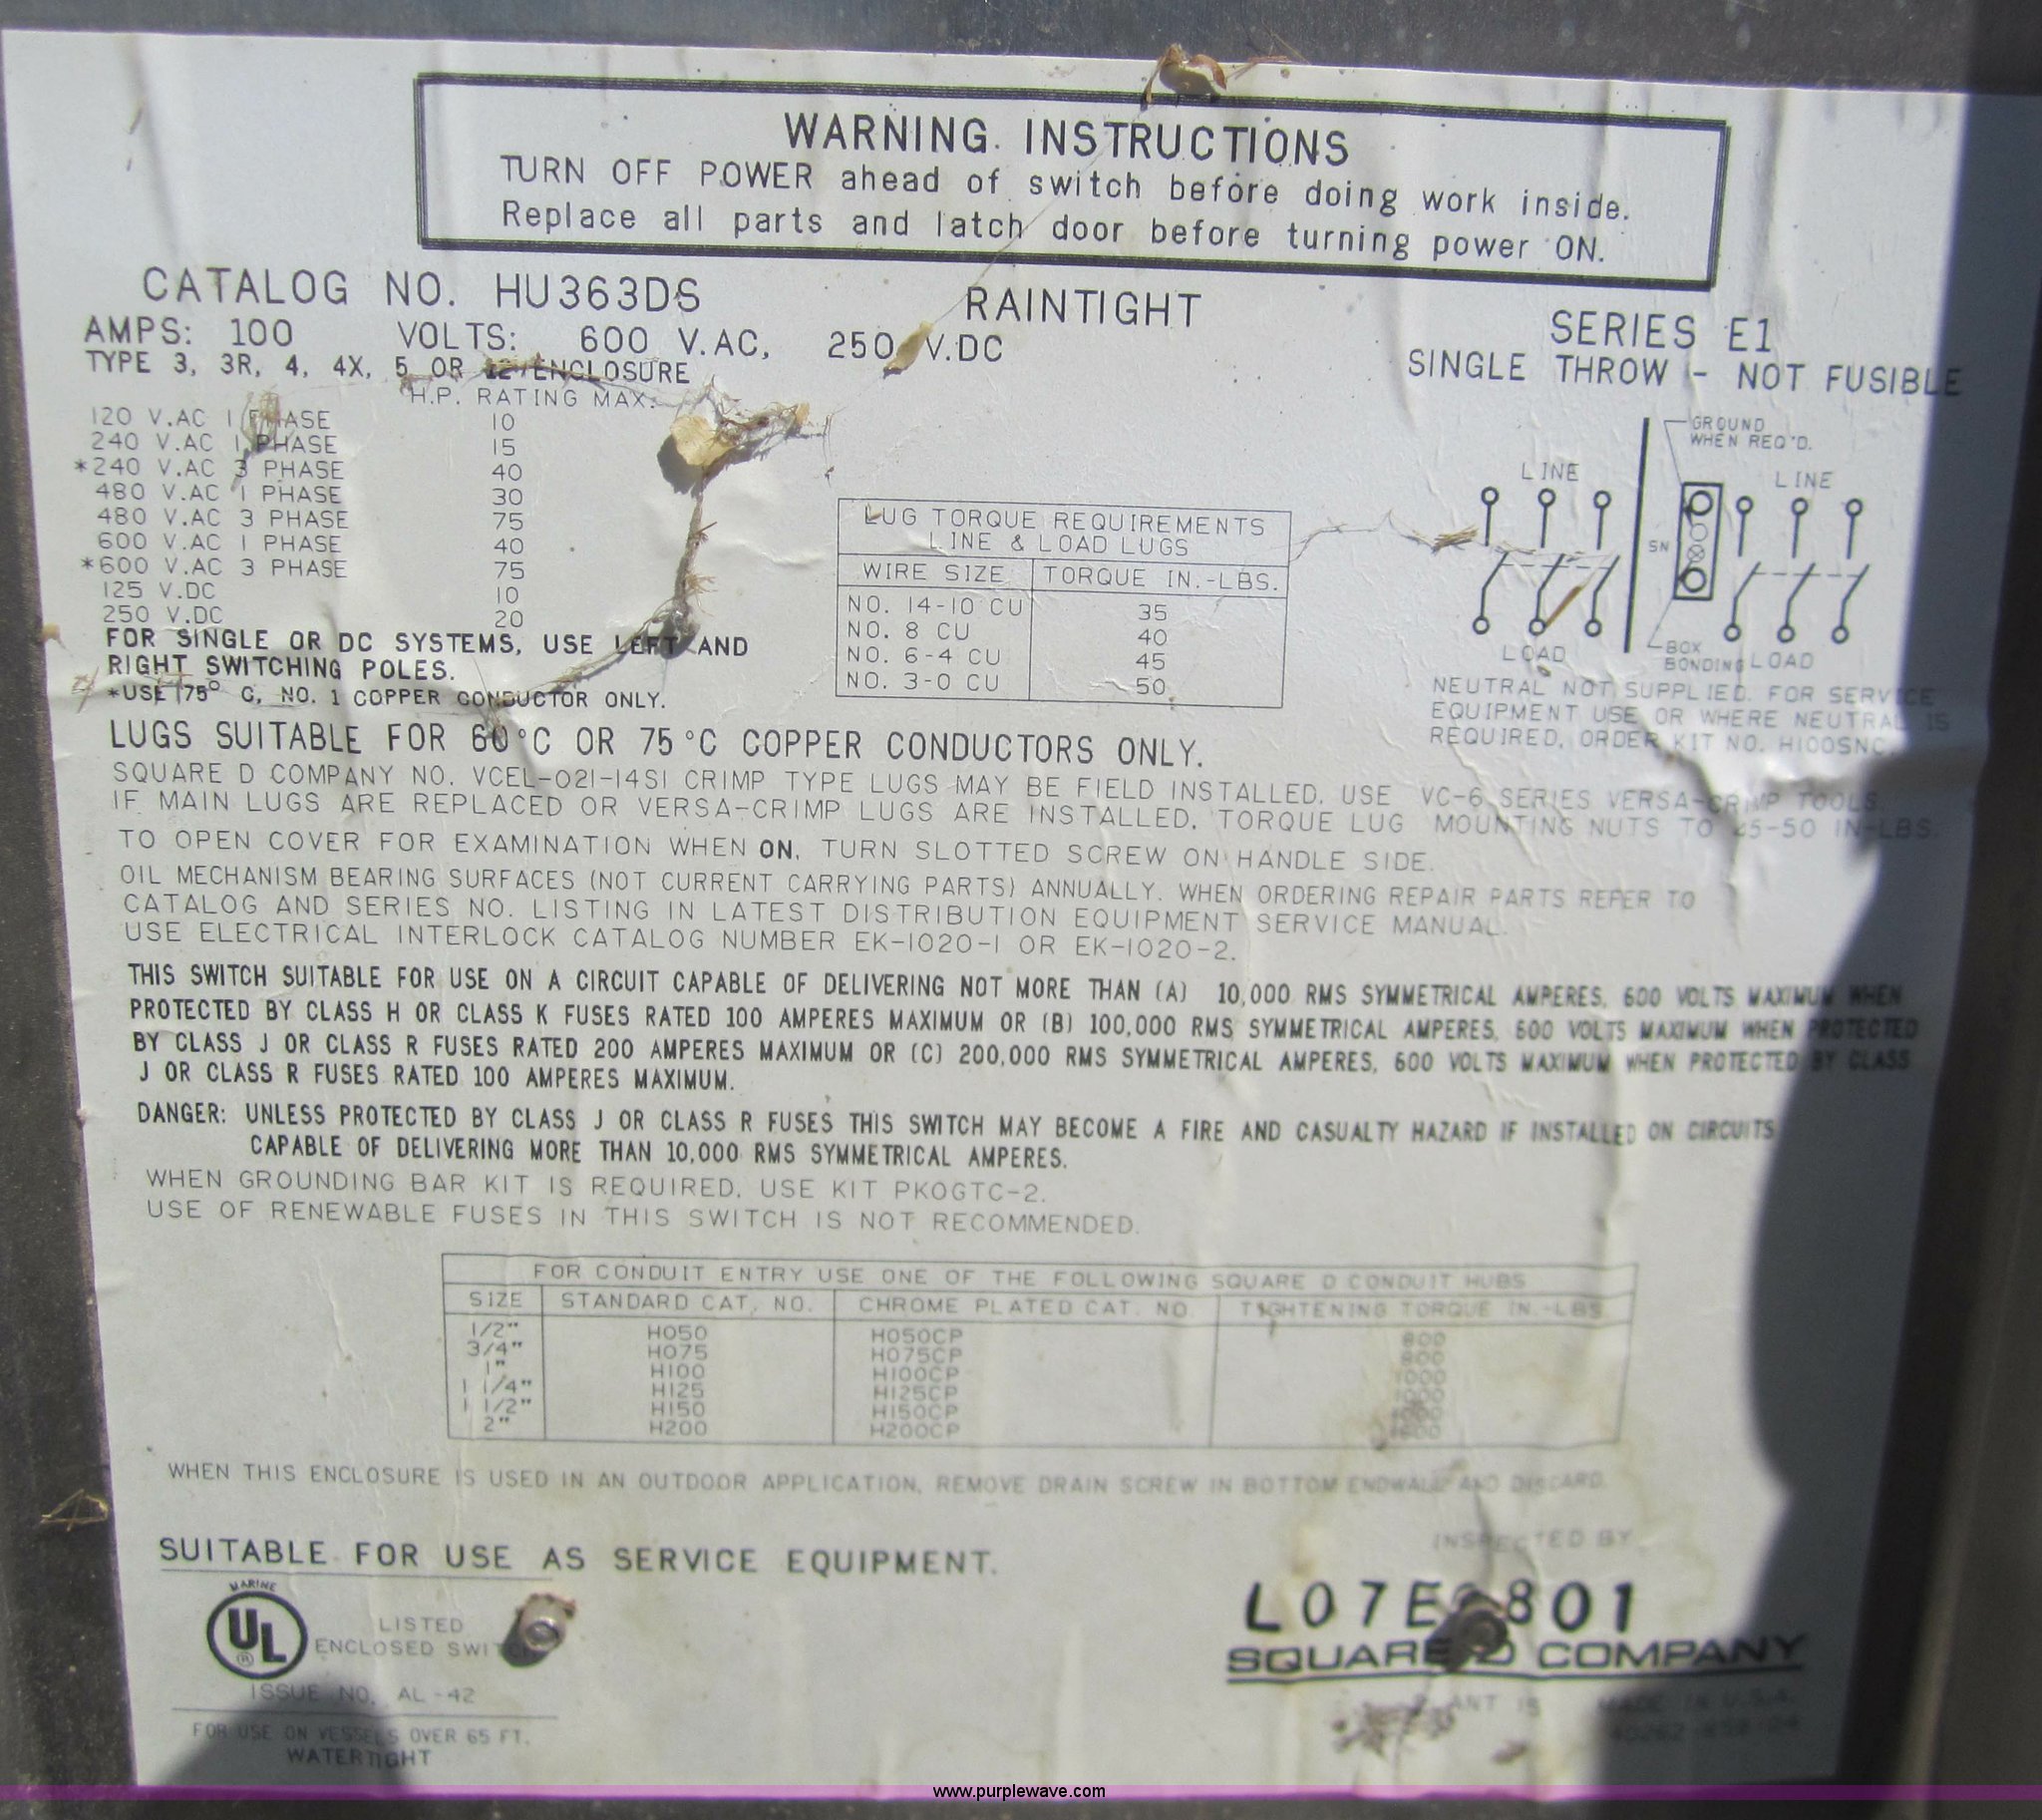 WARNING INSTRUCTIONS
TURN OFF POWER ahead of switch before doing work inside.
Replace all parts and latch door before turning power ON.
CATALOG NO. HU363DS
RAINTIGHT
AMPS: 100 VOLTS: 600 V.AC, 250 V.DC
TYPE 3, 3R, 4, 4X, 5 OR 12 ENCLOSURE
SERIES E1
SINGLE THROW - NOT FUSIBLE
H.P. RATING MAX.
120 V.AC 1 PHASE 10
240 V.AC 1 PHASE 15
*240 V.AC 3 PHASE 40
480 V.AC 1 PHASE 30
480 V.AC 3 PHASE 75
600 V.AC 1 PHASE 40
*600 V.AC 3 PHASE 75
125 V.DC 10
250 V.DC 20
FOR SINGLE OR DC SYSTEMS, USE LEFT AND
RIGHT SWITCHING POLES.
*USE 75° C, NO. 1 COPPER CONDUCTOR ONLY.
LUG TORQUE REQUIREMENTS
LINE & LOAD LUGS
WIRE SIZE TORQUE IN.-LBS.
NO. 14-10 CU 35
NO. 8 CU 40
NO. 6-4 CU 45
NO. 3-0 CU 50
GROUND
WHEN REQ'D.
LINE LINE
SN
LOAD
BOX
BONDING LOAD
NEUTRAL NOT SUPPLIED. FOR SERVICE
EQUIPMENT USE OR WHERE NEUTRAL IS
REQUIRED, ORDER KIT NO. H100SNC.
LUGS SUITABLE FOR 60°C OR 75°C COPPER CONDUCTORS ONLY.
SQUARE D COMPANY NO. VCEL-021-14S1 CRIMP TYPE LUGS MAY BE FIELD INSTALLED. USE VC-6 SERIES VERSA-CRIMP TOOLS.
IF MAIN LUGS ARE REPLACED OR VERSA-CRIMP LUGS ARE INSTALLED, TORQUE LUG MOUNTING NUTS TO 45-50 IN-LBS.
TO OPEN COVER FOR EXAMINATION WHEN ON, TURN SLOTTED SCREW ON HANDLE SIDE.
OIL MECHANISM BEARING SURFACES (NOT CURRENT CARRYING PARTS) ANNUALLY. WHEN ORDERING REPAIR PARTS REFER TO
CATALOG AND SERIES NO. LISTING IN LATEST DISTRIBUTION EQUIPMENT SERVICE MANUAL.
USE ELECTRICAL INTERLOCK CATALOG NUMBER EK-1020-1 OR EK-1020-2.
THIS SWITCH SUITABLE FOR USE ON A CIRCUIT CAPABLE OF DELIVERING NOT MORE THAN (A) 10,000 RMS SYMMETRICAL AMPERES, 600 VOLTS MAXIMUM WHEN
PROTECTED BY CLASS H OR CLASS K FUSES RATED 100 AMPERES MAXIMUM OR (B) 100,000 RMS SYMMETRICAL AMPERES, 600 VOLTS MAXIMUM WHEN PROTECTED
BY CLASS J OR CLASS R FUSES RATED 200 AMPERES MAXIMUM OR (C) 200,000 RMS SYMMETRICAL AMPERES, 600 VOLTS MAXIMUM WHEN PROTECTED BY CLASS
J OR CLASS R FUSES RATED 100 AMPERES MAXIMUM.
DANGER: UNLESS PROTECTED BY CLASS J OR CLASS R FUSES THIS SWITCH MAY BECOME A FIRE AND CASUALTY HAZARD IF INSTALLED ON CIRCUITS
CAPABLE OF DELIVERING MORE THAN 10,000 RMS SYMMETRICAL AMPERES.
WHEN GROUNDING BAR KIT IS REQUIRED, USE KIT PKOGTC-2.
USE OF RENEWABLE FUSES IN THIS SWITCH IS NOT RECOMMENDED.
FOR CONDUIT ENTRY USE ONE OF THE FOLLOWING SQUARE D CONDUIT HUBS
SIZE STANDARD CAT. NO. CHROME PLATED CAT. NO. TIGHTENING TORQUE IN.-LBS.
1/2" H050 H050CP 800
3/4" H075 H075CP 800
1" H100 H100CP
1 1/4" H125 H125CP
1 1/2" H150 H150CP
2" H200 H200CP
WHEN THIS ENCLOSURE IS USED IN AN OUTDOOR APPLICATION, REMOVE DRAIN SCREW IN BOTTOM ENDWALL AND DISCARD.
SUITABLE FOR USE AS SERVICE EQUIPMENT.
INSPECTED BY
MARINE
UL ®
LISTED
ENCLOSED
ISSUE NO. AL-42
FOR USE ON VESSELS OVER 65 FT.
WATERTIGHT
SQUARE D COMPANY
MADE IN U.S.A.
www.purplewave.com